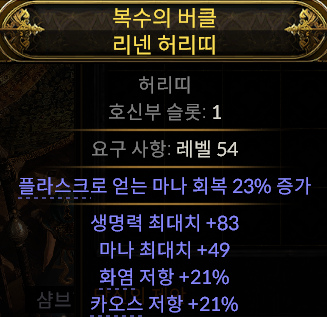 복수의 버클
리넨 허리띠
허리띠
호신부 슬롯: 1
요구 사항: 레벨 54
플라스크로 얻는 마나 회복 23% 증가
생명력 최대치 +83
마나 최대치 +49
화염 저항 +21%
샴브
카오스 저항 +21%